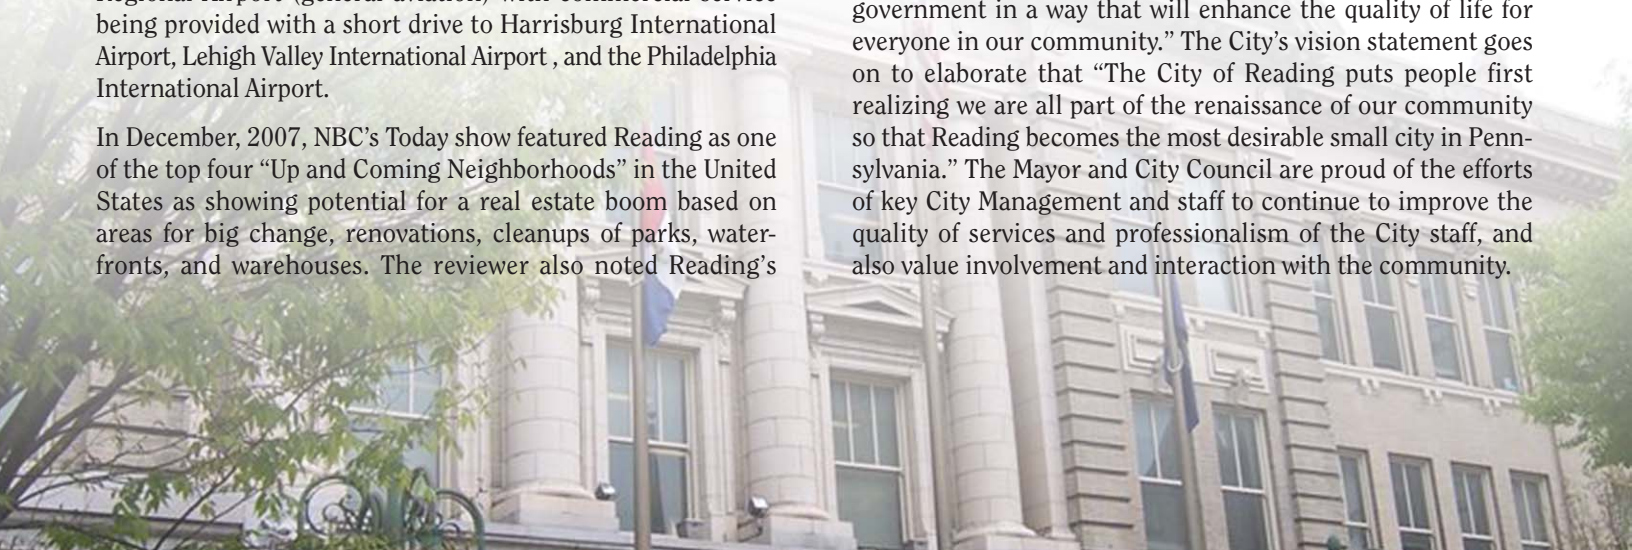 Regional Airport (general aviation) with commercial service
being provided with a short drive to Harrisburg International
Airport, Lehigh Valley International Airport , and the Philadelphia
International Airport.
In December, 2007, NBC’s Today show featured Reading as one
of the top four “Up and Coming Neighborhoods” in the United
States as showing potential for a real estate boom based on
areas for big change, renovations, cleanups of parks, water-
fronts, and warehouses. The reviewer also noted Reading’s
government in a way that will enhance the quality of life for
everyone in our community.” The City’s vision statement goes
on to elaborate that “The City of Reading puts people first
realizing we are all part of the renaissance of our community
so that Reading becomes the most desirable small city in Penn-
sylvania.” The Mayor and City Council are proud of the efforts
of key City Management and staff to continue to improve the
quality of services and professionalism of the City staff, and
also value involvement and interaction with the community.